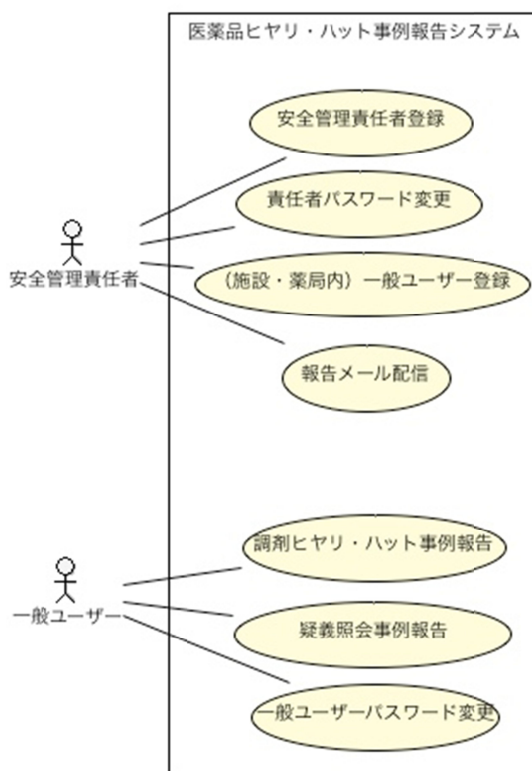 医薬品ヒヤリ・ハット事例報告システム
安全管理責任者登録
責任者パスワード変更
（施設・薬局内）一般ユーザー登録
安全管理責任者
報告メール配信
調剤ヒヤリ・ハット事例報告
一般ユーザー
疑義照会事例報告
一般ユーザーパスワード変更